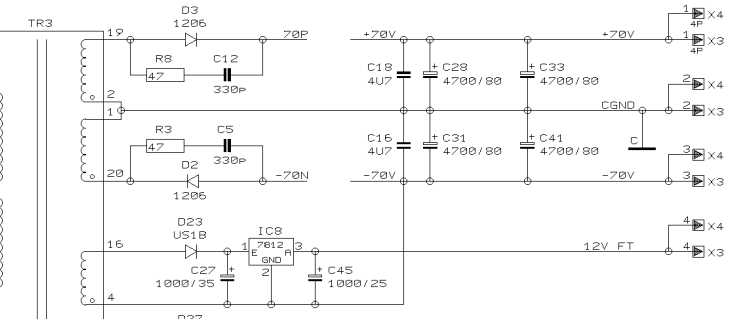 TR3
19
D3
1206
70P
+70V
+70V
1
4P
X4
1
4P
X3
R8
47
C12
330P
C18
4U7
+
C28
4700/80
+
C33
4700/80
2
1
CGND
2
X4
2
X3
R3
47
C5
330P
C16
4U7
+
C31
4700/80
+
C41
4700/80
C
3
X4
20
D2
1206
-70N
-70V
-70V
3
X3
16
D23
US1B
IC8
1
7812
3
E
A
GND
2
12V FT
4
X4
4
X3
C27
+
1000/35
+
C45
1000/25
4
D27